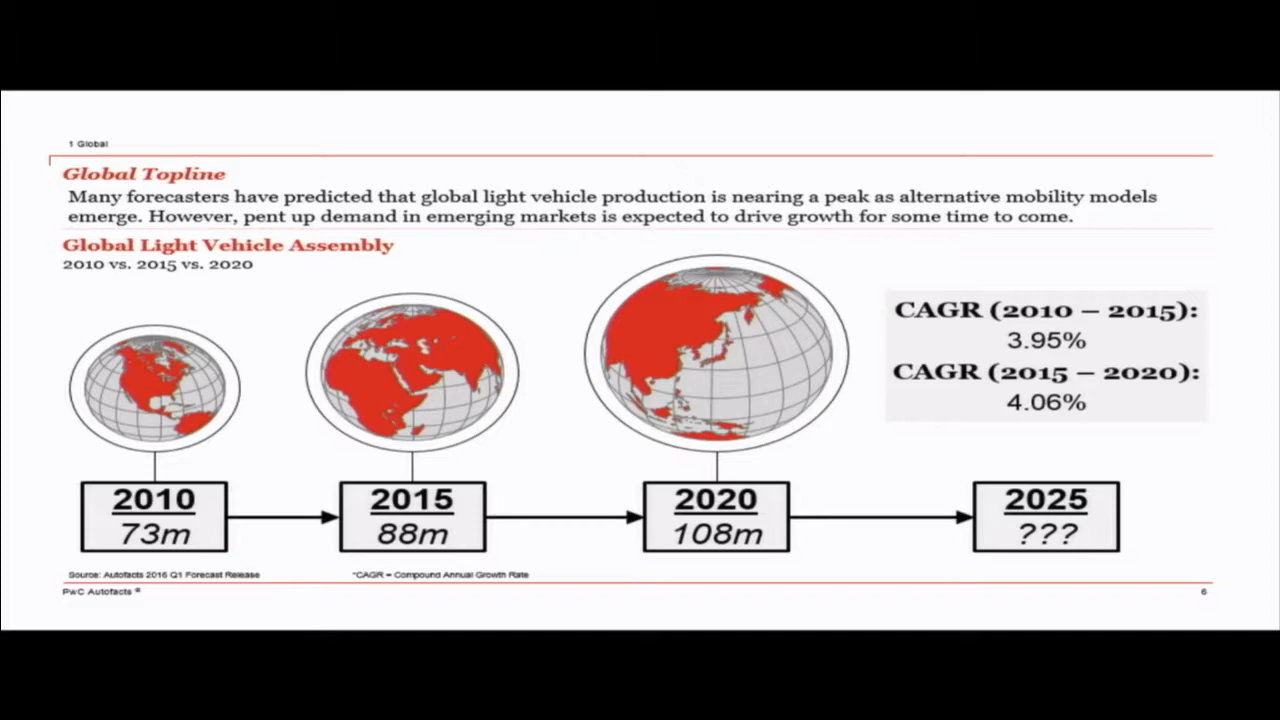 1 Global
Global Topline
Many forecasters have predicted that global light vehicle production is nearing a peak as alternative mobility models
emerge. However, pent up demand in emerging markets is expected to drive growth for some time to come.
Global Light Vehicle Assembly
2010 vs. 2015 vs. 2020
CAGR (2010 – 2015):
3.95%
CAGR (2015 – 2020):
4.06%
2010
73m
2015
88m
2020
108m
2025
???
Source: Autofacts 2016 Q1 Forecast Release
*CAGR = Compound Annual Growth Rate
PwC Autofacts ®
6